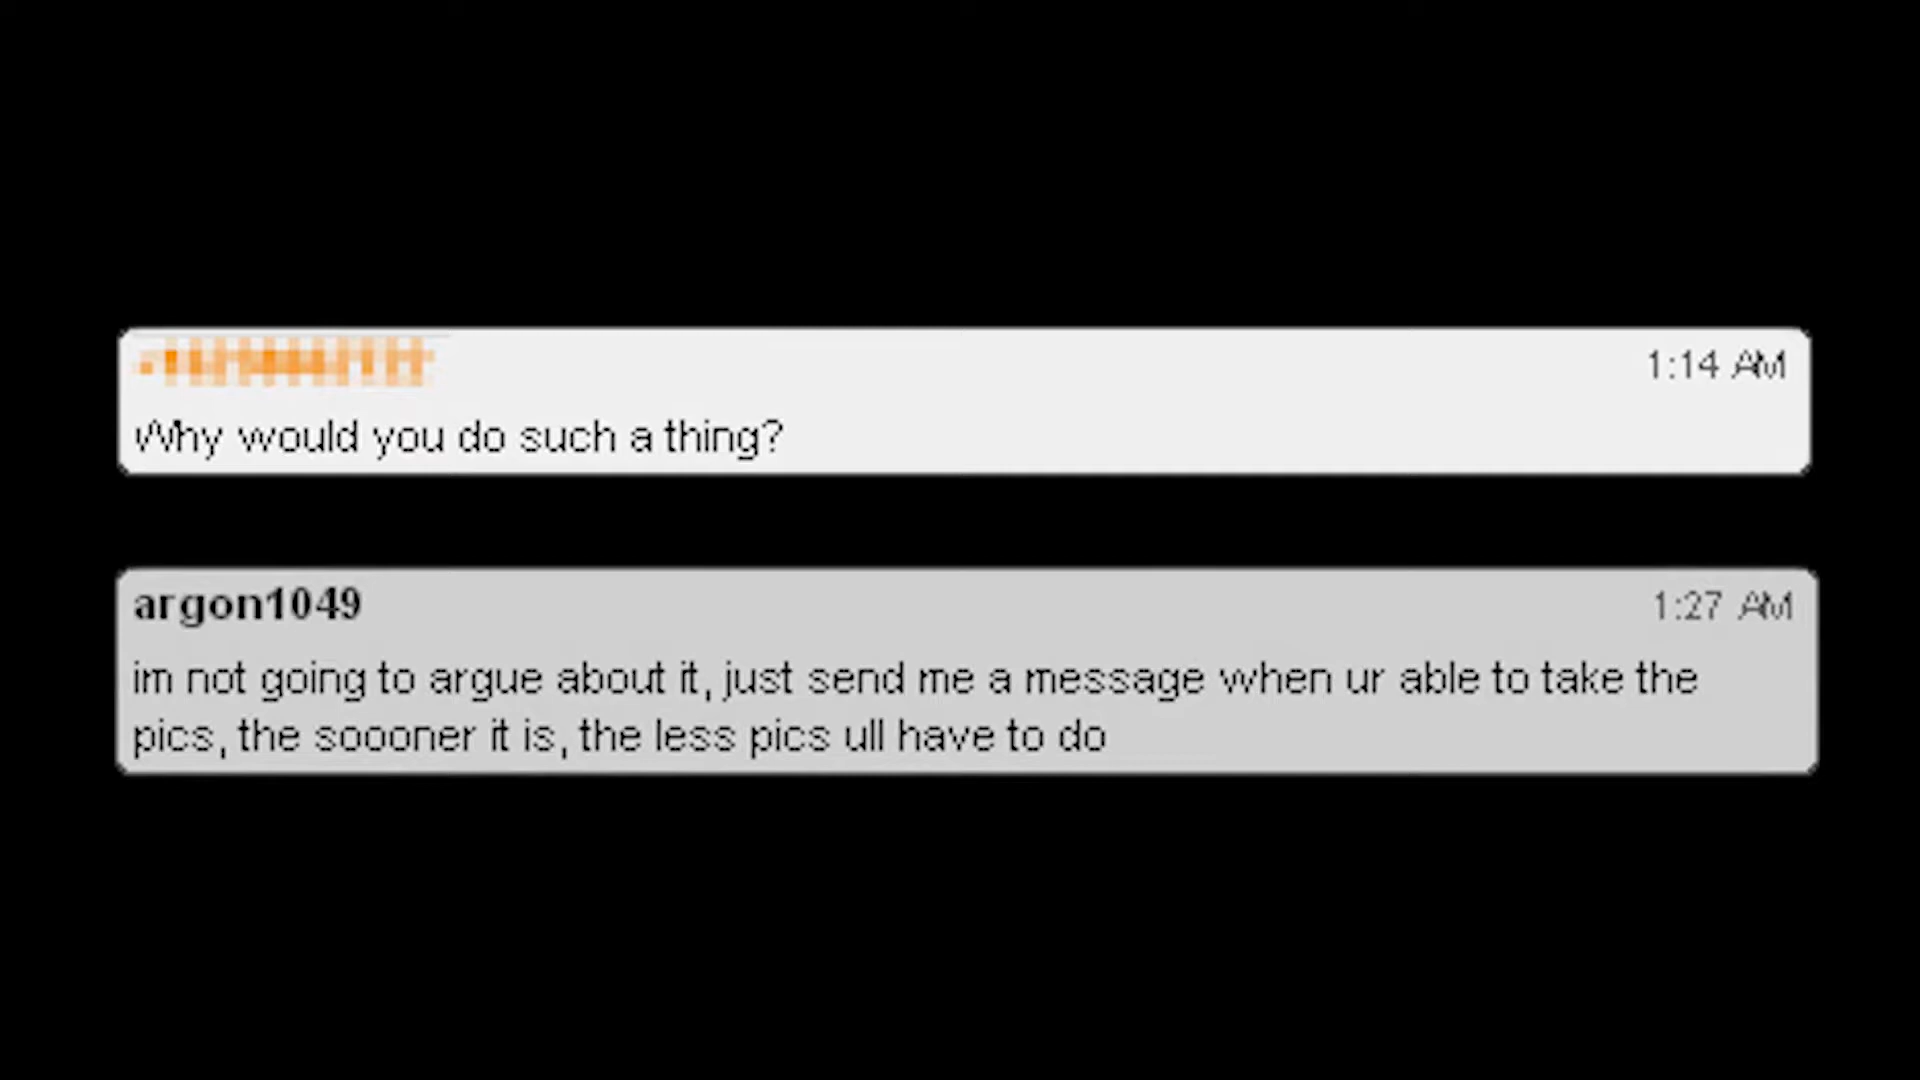 1:14 AM
Why would you do such a thing?
argon1049 1:27 AM
im not going to argue about it, just send me a message when ur able to take the
pics, the soooner it is, the less pics ull have to do